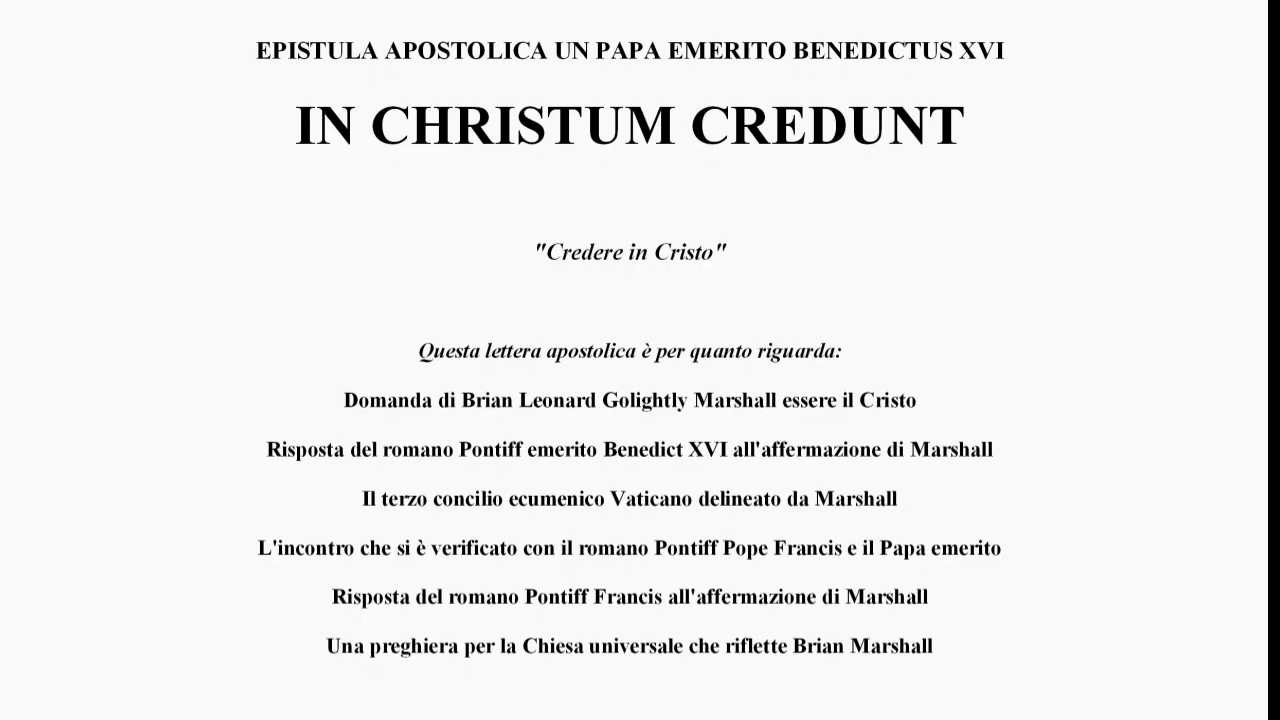 EPISTULA APOSTOLICA UN PAPA EMERITO BENEDICTUS XVI
IN CHRISTUM CREDUNT
"Credere in Cristo"
Questa lettera apostolica è per quanto riguarda:
Domanda di Brian Leonard Golightly Marshall essere il Cristo
Risposta del romano Pontiff emerito Benedict XVI all'affermazione di Marshall
Il terzo concilio ecumenico Vaticano delineato da Marshall
L'incontro che si è verificato con il romano Pontiff Pope Francis e il Papa emerito
Risposta del romano Pontiff Francis all'affermazione di Marshall
Una preghiera per la Chiesa universale che riflette Brian Marshall